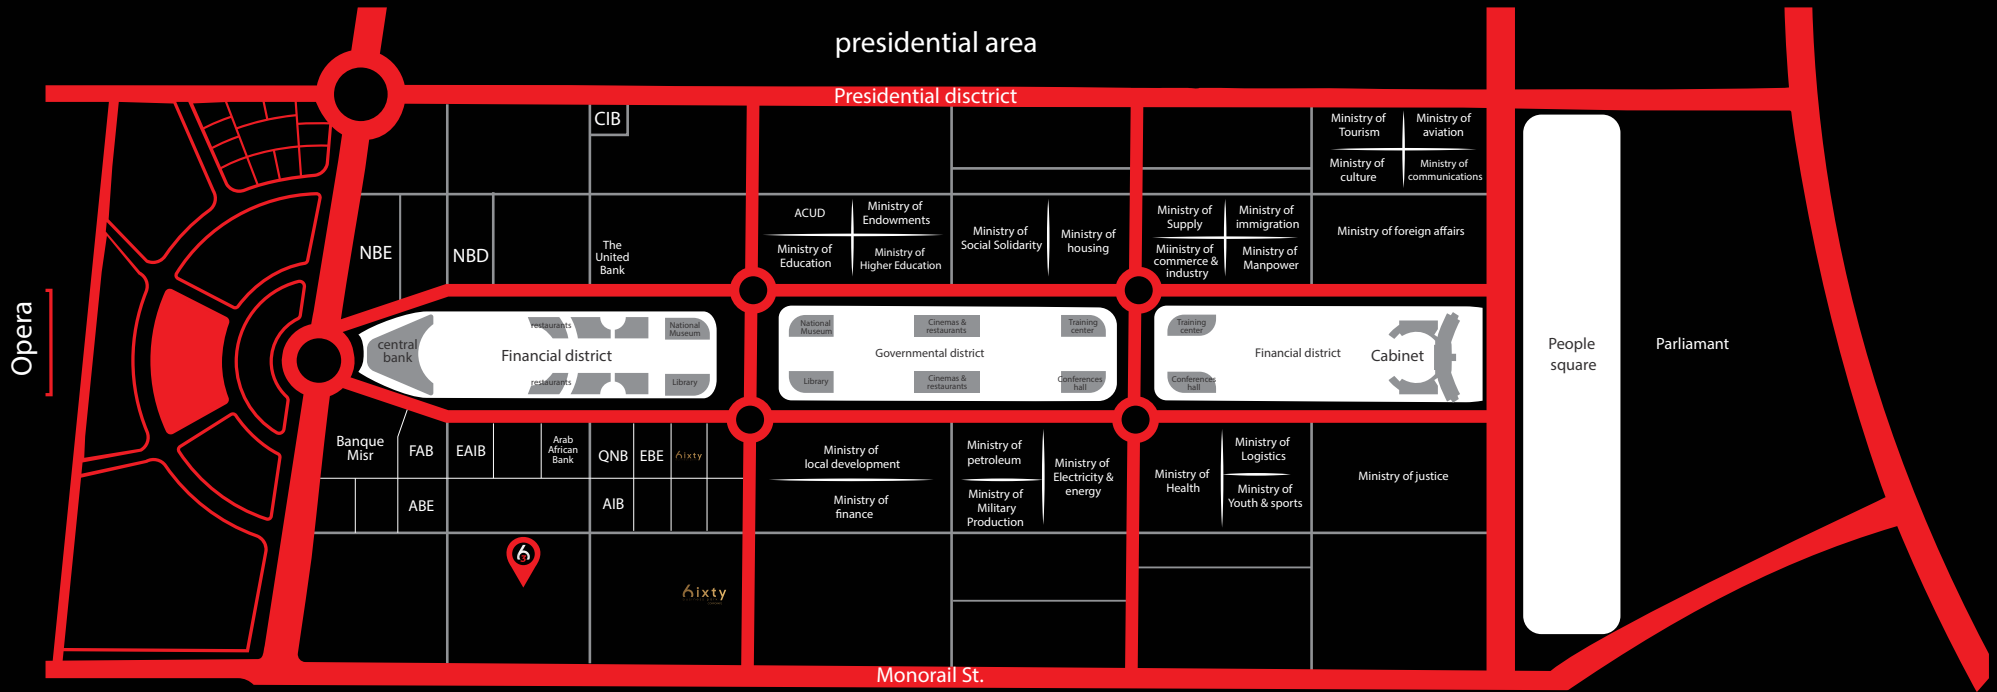 presidential area
Presidential disctrict
CIB
Ministry of
Tourism
Ministry of
aviation
Ministry of
culture
Ministry of
communications
NBE
NBD
The
United
Bank
ACUD
Ministry of
Endowments
Ministry of
Education
Ministry of
Higher Education
Ministry of
Social Solidarity
Ministry of
housing
Ministry of
Supply
Ministry of
immigration
Miinistry of
commerce &
industry
Ministry of
Manpower
Ministry of foreign affairs
Opera
central
bank
restaurants
Financial district
restaurants
National
Museum
Library
National
Museum
Cinemas &
restaurants
Training
center
Governmental district
Library
Cinemas &
restaurants
Conferences
hall
Training
center
Financial district
Cabinet
Conferences
hall
People
square
Parliamant
Banque
Misr
FAB
EAIB
Arab
African
Bank
QNB
EBE
6ixty
ABE
AIB
Ministry of
local development
Ministry of
finance
Ministry of
petroleum
Ministry of
Military
Production
Ministry of
Electricity &
energy
Ministry of
Health
Ministry of
Logistics
Ministry of
Youth & sports
Ministry of justice
6
3
6ixty
Monorail St.